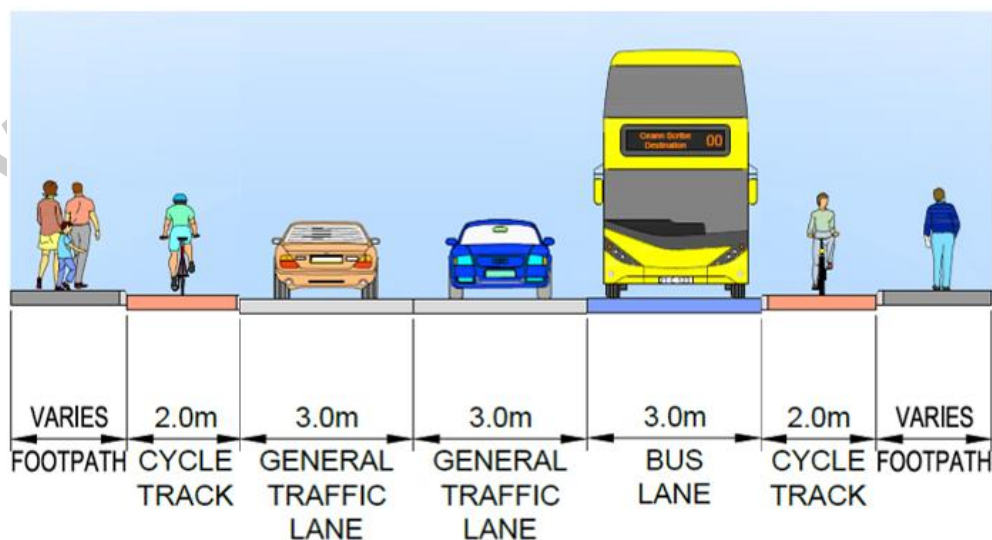 Ceann Scríbe
Destination
00
VARIES
2.0m
3.0m
3.0m
3.0m
2.0m
VARIES
FOOTPATH
CYCLE
TRACK
GENERAL
TRAFFIC
LANE
GENERAL
TRAFFIC
LANE
BUS
LANE
CYCLE
TRACK
FOOTPATH